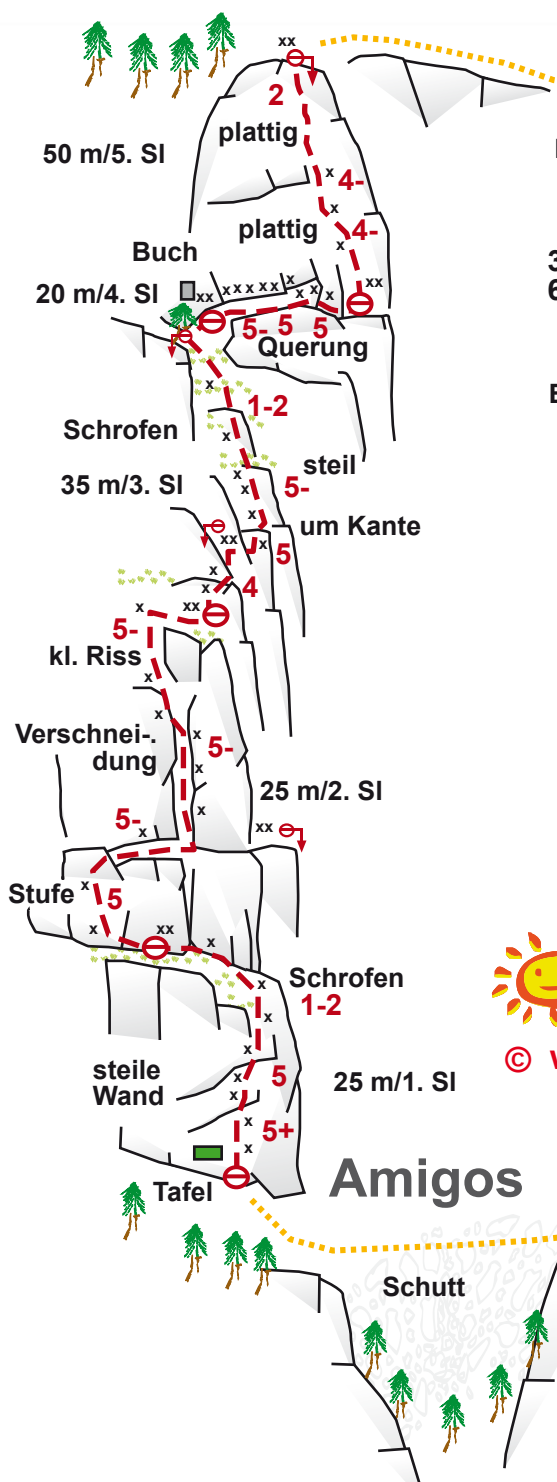 xx
2
plattig
50 m/5. Sl
x
4-
x
plattig
4-
x
Buch
xx
xx
x x x x x
x x
20 m/4. Sl
5-
5
5
Querung
x
1-2
Schrofen
x
steil
x
5-
35 m/3. Sl
x
x
um Kante
xx
x
5
x
4
x
xx
x
5-
kl. Riss
x
x
Verschnei-.
dung
x
5-
x
25 m/2. Sl
x
5-
x
xx
x
Stufe
5
x
xx
x
Schrofen
1-2
x
x
x
steile
Wand
5
x
x
25 m/1. Sl
x
5+
x
Tafel
Amigos
Schutt
3
6
E
©